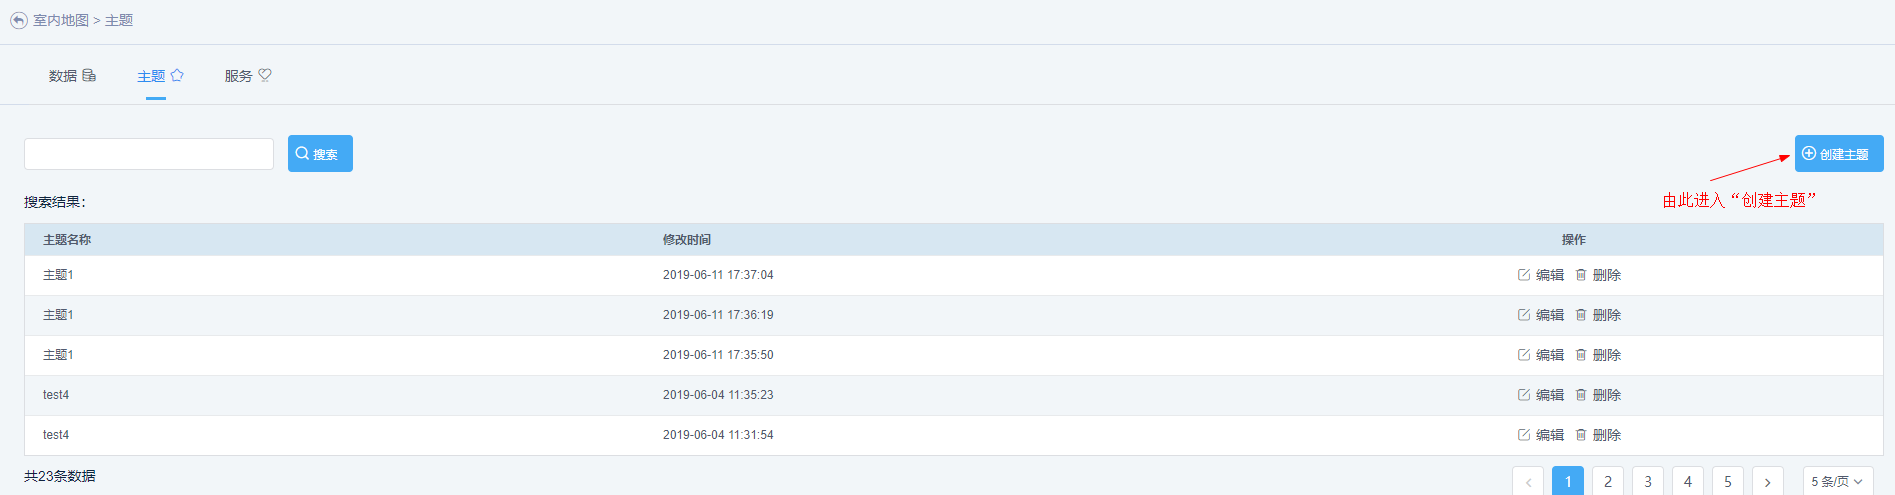 室内地图 > 主题
数据 主题 服务
搜索 创建主题
由此进入“创建主题”
搜索结果：
主题名称 修改时间 操作
主题1 2019-06-11 17:37:04 编辑 删除
主题1 2019-06-11 17:36:19 编辑 删除
主题1 2019-06-11 17:35:50 编辑 删除
test4 2019-06-04 11:35:23 编辑 删除
test4 2019-06-04 11:31:54 编辑 删除
共23条数据 < 1 2 3 4 5 > 5 条/页